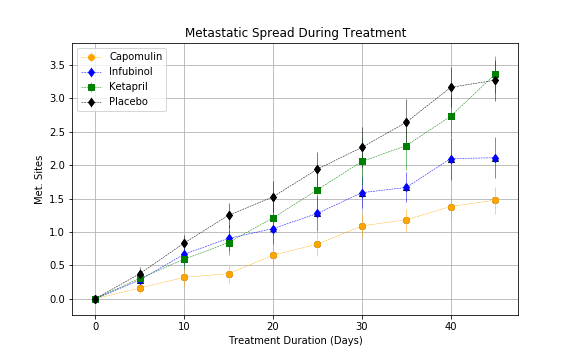 Metastatic Spread During Treatment
Capomulin
Infubinol
Ketapril
Placebo
3.5
3.0
2.5
2.0
1.5
1.0
0.5
0.0
Met. Sites
0
10
20
30
40
Treatment Duration (Days)